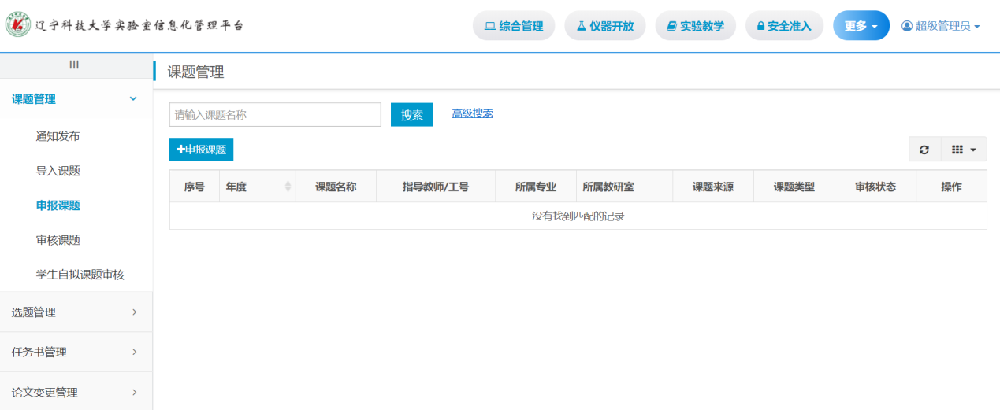 辽宁科技大学实验室信息化管理平台
综合管理 仪器开放 实验教学 安全准入 更多 超级管理员
课题管理
通知发布
导入课题
申报课题
审核课题
学生自拟课题审核
选题管理
任务书管理
论文变更管理
课题管理
请输入课题名称 搜索 高级搜索
+申报课题
序号 年度 课题名称 指导教师/工号 所属专业 所属教研室 课题来源 课题类型 审核状态 操作
没有找到匹配的记录